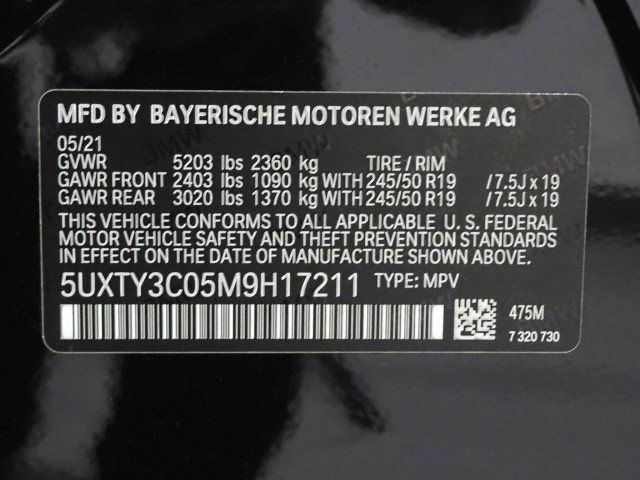 MFD BY BAYERISCHE MOTOREN WERKE AG
05/21
GVWR 5203 lbs 2360 kg TIRE / RIM
GAWR FRONT 2403 lbs 1090 kg WITH 245/50 R19 / 7.5J x 19
GAWR REAR 3020 lbs 1370 kg WITH 245/50 R19 / 7.5J x 19
THIS VEHICLE CONFORMS TO ALL APPLICABLE U. S. FEDERAL
MOTOR VEHICLE SAFETY AND THEFT PREVENTION STANDARDS
IN EFFECT ON THE DATE OF MANUFACTURE SHOWN ABOVE.
5UXTY3C05M9H17211 TYPE: MPV
475M
7 320 730